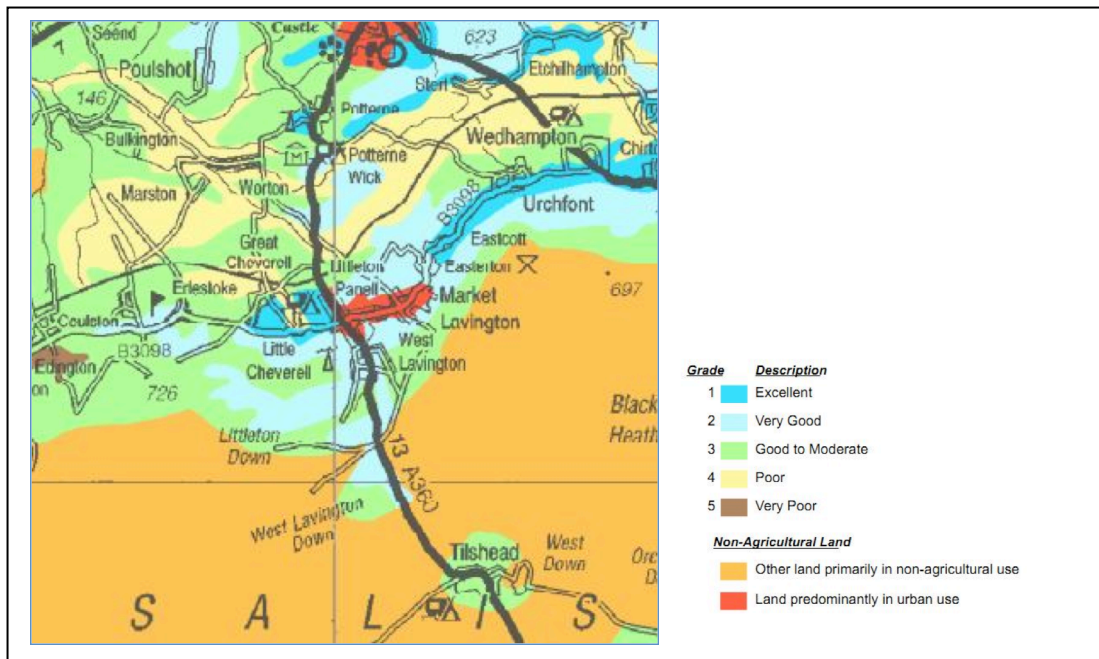 Castle
623
Seend
7
Poulshot
Etchilhampton
Stert
146
Potterne
Bulkington
Wedhampton
Potterne
Wick
Marston
Worton
B3098
Urchfont
Great
Cheverell
Eastcott
Littleton
Panell
Easterton
697
Erlestoke
Market
Lavington
Coulston
B3098
Little
Cheverell
West
Lavington
Edington
726
Black
Heath
Littleton
Down
13 A360
West Lavington
Down
Tilshead
West
Down
S A L I S
Grade Description
1 Excellent
2 Very Good
3 Good to Moderate
4 Poor
5 Very Poor
Non-Agricultural Land
Other land primarily in non-agricultural use
Land predominantly in urban use